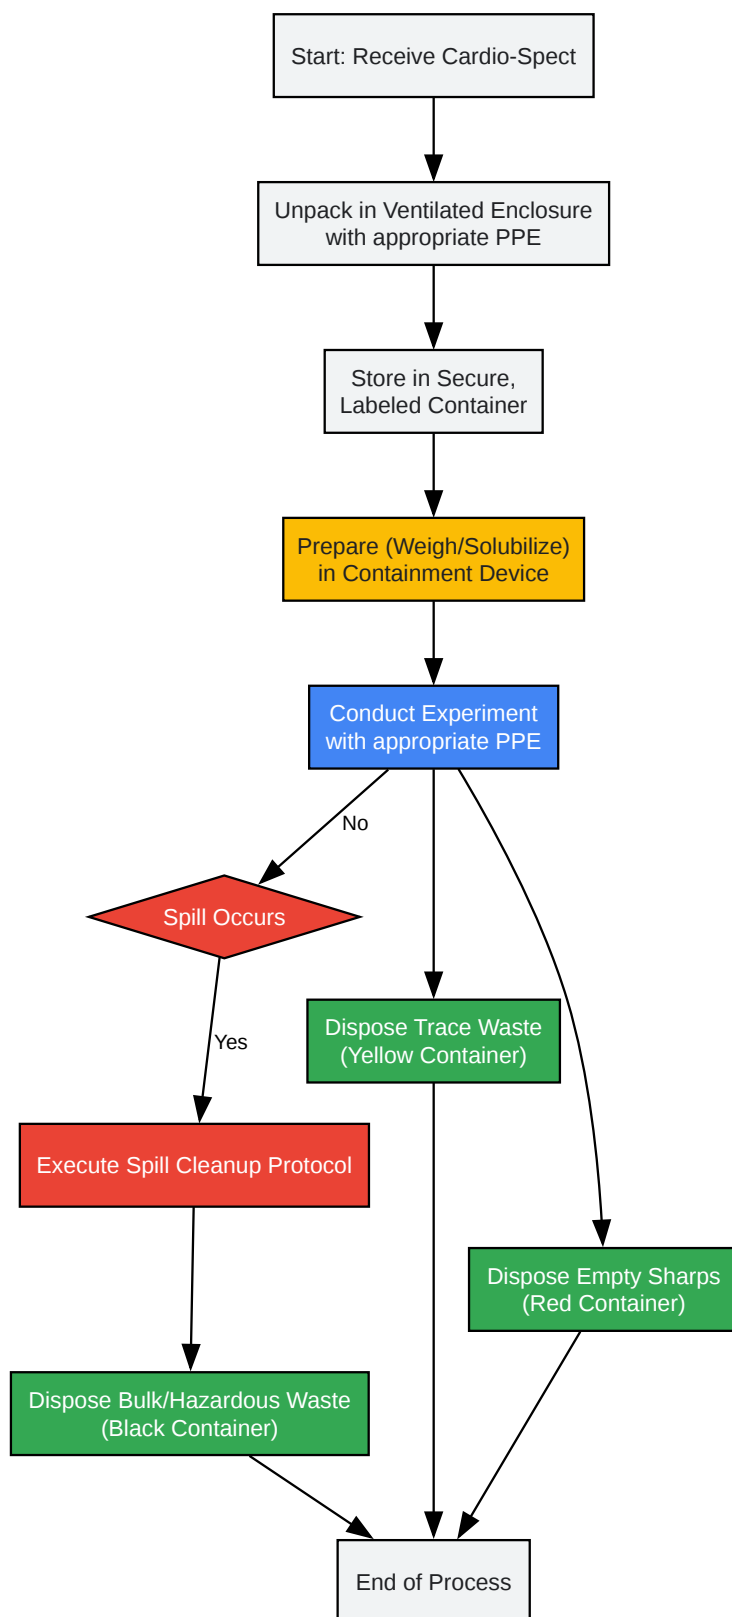 Start: Receive Cardio-Spect
Unpack in Ventilated Enclosure
with appropriate PPE
Store in Secure,
Labeled Container
Prepare (Weigh/Solubilize)
in Containment Device
Conduct Experiment
with appropriate PPE
No
Spill Occurs
Dispose Trace Waste
(Yellow Container)
Yes
Execute Spill Cleanup Protocol
Dispose Empty Sharps
(Red Container)
Dispose Bulk/Hazardous Waste
(Black Container)
End of Process